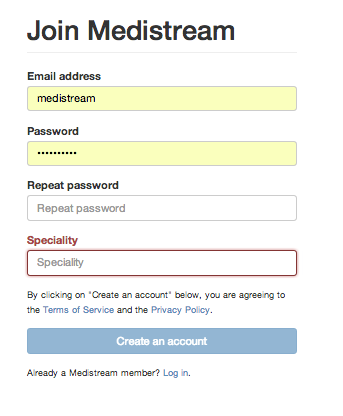 Join Medistream
Email address
medistream
Password
••••••••••
Repeat password
Repeat password
Speciality
Speciality
By clicking on "Create an account" below, you are agreeing to
the Terms of Service and the Privacy Policy.
Create an account
Already a Medistream member? Log in.